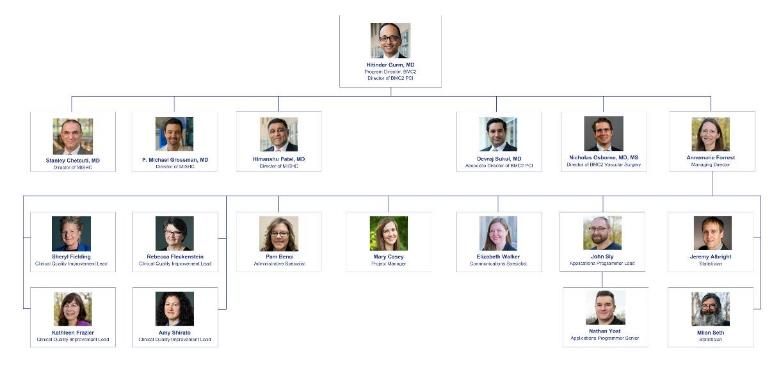 Hitinder Gurm, MD
Program Director, BMC2
Director of BMC2 PCI
Stanley Chetcuti, MD
Director of MISHC
P. Michael Grossman, MD
Director of MISHC
Himanshu Patel, MD
Director of MISHC
Devraj Sukul, MD
Associate Director of BMC2 PCI
Nicholas Osborne, MD, MS
Director of BMC2 Vascular Surgery
Annemarie Forrest
Managing Director
Sheryl Fielding
Clinical Quality Improvement Lead
Rebecca Fleckenstein
Clinical Quality Improvement Lead
Pam Benci
Administrative Specialist
Mary Casey
Project Manager
Elizabeth Walker
Communications Specialist
John Sly
Applications Programmer Lead
Jeremy Albright
Statistician
Kathleen Frazier
Clinical Quality Improvement Lead
Amy Shirato
Clinical Quality Improvement Lead
Nathan Yost
Applications Programmer Senior
Milan Seth
Statistician